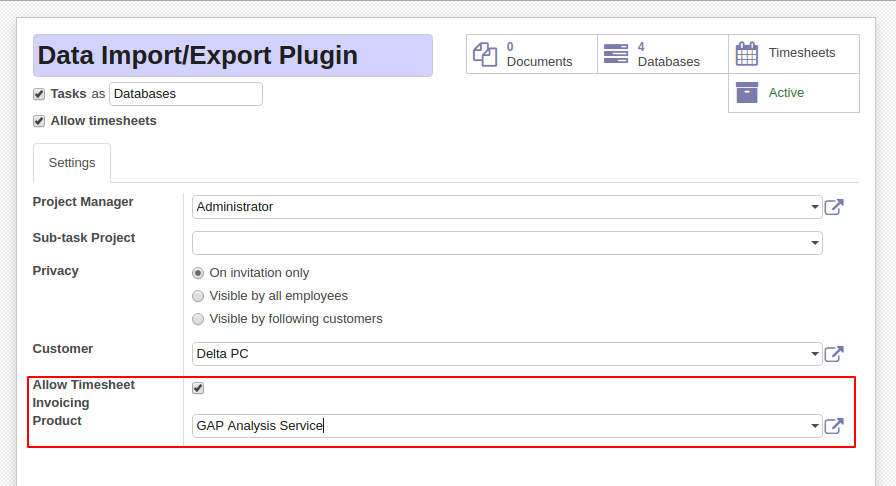 Data Import/Export Plugin
0
Documents
4
Databases
Timesheets
Active
Tasks as Databases
Allow timesheets
Settings
Project Manager Administrator
Sub-task Project
Privacy On invitation only
Visible by all employees
Visible by following customers
Customer Delta PC
Allow Timesheet
Invoicing
Product GAP Analysis Service